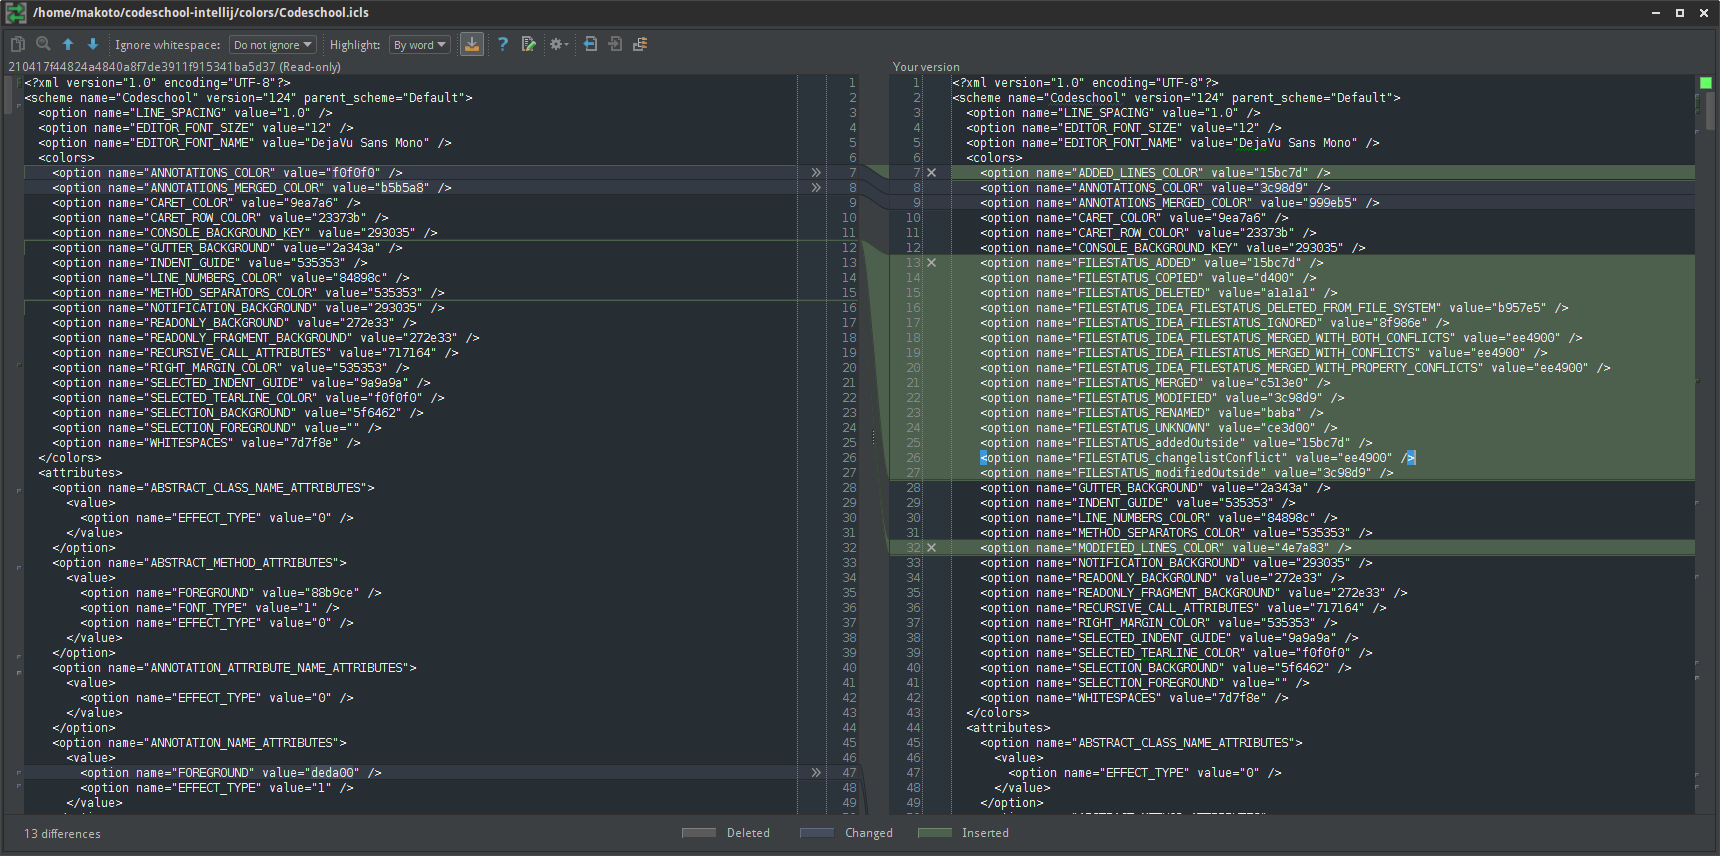 /home/makoto/codeschool-intellij/colors/Codeschool.icls
Ignore whitespace: Do not ignore Highlight: By word
210417f44824a4840a8f7de3911f915341ba5d37 (Read-only)
<?xml version="1.0" encoding="UTF-8"?> 1
<scheme name="Codeschool" version="124" parent_scheme="Default"> 2
<option name="LINE_SPACING" value="1.0" /> 3
<option name="EDITOR_FONT_SIZE" value="12" /> 4
<option name="EDITOR_FONT_NAME" value="DejaVu Sans Mono" /> 5
<colors> 6
<option name="ANNOTATIONS_COLOR" value="f0f0f0" /> 7
<option name="ANNOTATIONS_MERGED_COLOR" value="b5b5a8" /> 8
<option name="CARET_COLOR" value="9ea7a6" /> 9
<option name="CARET_ROW_COLOR" value="23373b" /> 10
<option name="CONSOLE_BACKGROUND_KEY" value="293035" /> 11
<option name="GUTTER_BACKGROUND" value="2a343a" /> 12
<option name="INDENT_GUIDE" value="535353" /> 13
<option name="LINE_NUMBERS_COLOR" value="84898c" /> 14
<option name="METHOD_SEPARATORS_COLOR" value="535353" /> 15
<option name="NOTIFICATION_BACKGROUND" value="293035" /> 16
<option name="READONLY_BACKGROUND" value="272e33" /> 17
<option name="READONLY_FRAGMENT_BACKGROUND" value="272e33" /> 18
<option name="RECURSIVE_CALL_ATTRIBUTES" value="717164" /> 19
<option name="RIGHT_MARGIN_COLOR" value="535353" /> 20
<option name="SELECTED_INDENT_GUIDE" value="9a9a9a" /> 21
<option name="SELECTED_TEARLINE_COLOR" value="f0f0f0" /> 22
<option name="SELECTION_BACKGROUND" value="5f6462" /> 23
<option name="SELECTION_FOREGROUND" value="" /> 24
<option name="WHITESPACES" value="7d7f8e" /> 25
</colors> 26
<attributes> 27
<option name="ABSTRACT_CLASS_NAME_ATTRIBUTES"> 28
<value> 29
<option name="EFFECT_TYPE" value="0" /> 30
</value> 31
</option> 32
<option name="ABSTRACT_METHOD_ATTRIBUTES"> 33
<value> 34
<option name="FOREGROUND" value="88b9ce" /> 35
<option name="FONT_TYPE" value="1" /> 36
<option name="EFFECT_TYPE" value="0" /> 37
</value> 38
</option> 39
<option name="ANNOTATION_ATTRIBUTE_NAME_ATTRIBUTES"> 40
<value> 41
<option name="EFFECT_TYPE" value="0" /> 42
</value> 43
</option> 44
<option name="ANNOTATION_NAME_ATTRIBUTES"> 45
<value> 46
<option name="FOREGROUND" value="deda00" /> 47
<option name="EFFECT_TYPE" value="1" /> 48
</value> 49
Your version
1 <?xml version="1.0" encoding="UTF-8"?>
2 <scheme name="Codeschool" version="124" parent_scheme="Default">
3 <option name="LINE_SPACING" value="1.0" />
4 <option name="EDITOR_FONT_SIZE" value="12" />
5 <option name="EDITOR_FONT_NAME" value="DejaVu Sans Mono" />
6 <colors>
7 <option name="ADDED_LINES_COLOR" value="15bc7d" />
8 <option name="ANNOTATIONS_COLOR" value="3c98d9" />
9 <option name="ANNOTATIONS_MERGED_COLOR" value="999eb5" />
10 <option name="CARET_COLOR" value="9ea7a6" />
11 <option name="CARET_ROW_COLOR" value="23373b" />
12 <option name="CONSOLE_BACKGROUND_KEY" value="293035" />
13 <option name="FILESTATUS_ADDED" value="15bc7d" />
14 <option name="FILESTATUS_COPIED" value="d400" />
15 <option name="FILESTATUS_DELETED" value="a1a1a1" />
16 <option name="FILESTATUS_IDEA_FILESTATUS_DELETED_FROM_FILE_SYSTEM" value="b957e5" />
17 <option name="FILESTATUS_IDEA_FILESTATUS_IGNORED" value="8f986e" />
18 <option name="FILESTATUS_IDEA_FILESTATUS_MERGED_WITH_BOTH_CONFLICTS" value="ee4900" />
19 <option name="FILESTATUS_IDEA_FILESTATUS_MERGED_WITH_CONFLICTS" value="ee4900" />
20 <option name="FILESTATUS_IDEA_FILESTATUS_MERGED_WITH_PROPERTY_CONFLICTS" value="ee4900" />
21 <option name="FILESTATUS_MERGED" value="c513e0" />
22 <option name="FILESTATUS_MODIFIED" value="3c98d9" />
23 <option name="FILESTATUS_RENAMED" value="baba" />
24 <option name="FILESTATUS_UNKNOWN" value="ce3d00" />
25 <option name="FILESTATUS_addedOutside" value="15bc7d" />
26 <option name="FILESTATUS_changelistConflict" value="ee4900" />
27 <option name="FILESTATUS_modifiedOutside" value="3c98d9" />
28 <option name="GUTTER_BACKGROUND" value="2a343a" />
29 <option name="INDENT_GUIDE" value="535353" />
30 <option name="LINE_NUMBERS_COLOR" value="84898c" />
31 <option name="METHOD_SEPARATORS_COLOR" value="535353" />
32 <option name="MODIFIED_LINES_COLOR" value="4e7a83" />
33 <option name="NOTIFICATION_BACKGROUND" value="293035" />
34 <option name="READONLY_BACKGROUND" value="272e33" />
35 <option name="READONLY_FRAGMENT_BACKGROUND" value="272e33" />
36 <option name="RECURSIVE_CALL_ATTRIBUTES" value="717164" />
37 <option name="RIGHT_MARGIN_COLOR" value="535353" />
38 <option name="SELECTED_INDENT_GUIDE" value="9a9a9a" />
39 <option name="SELECTED_TEARLINE_COLOR" value="f0f0f0" />
40 <option name="SELECTION_BACKGROUND" value="5f6462" />
41 <option name="SELECTION_FOREGROUND" value="" />
42 <option name="WHITESPACES" value="7d7f8e" />
43 </colors>
44 <attributes>
45 <option name="ABSTRACT_CLASS_NAME_ATTRIBUTES">
46 <value>
47 <option name="EFFECT_TYPE" value="0" />
48 </value>
49 </option>
13 differences
Deleted Changed Inserted